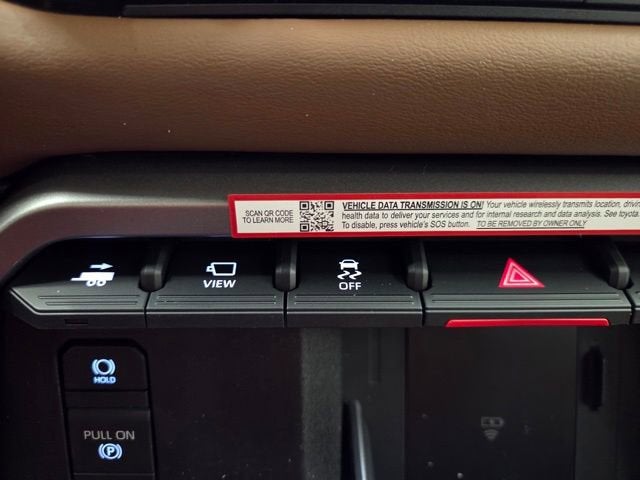 SCAN QR CODE
TO LEARN MORE
VEHICLE DATA TRANSMISSION IS ON! Your vehicle wirelessly transmits location, drivin
health data to deliver your services and for internal research and data analysis. See toyota.
To disable, press vehicle's SOS button. TO BE REMOVED BY OWNER ONLY
VIEW
OFF
HOLD
PULL ON
P